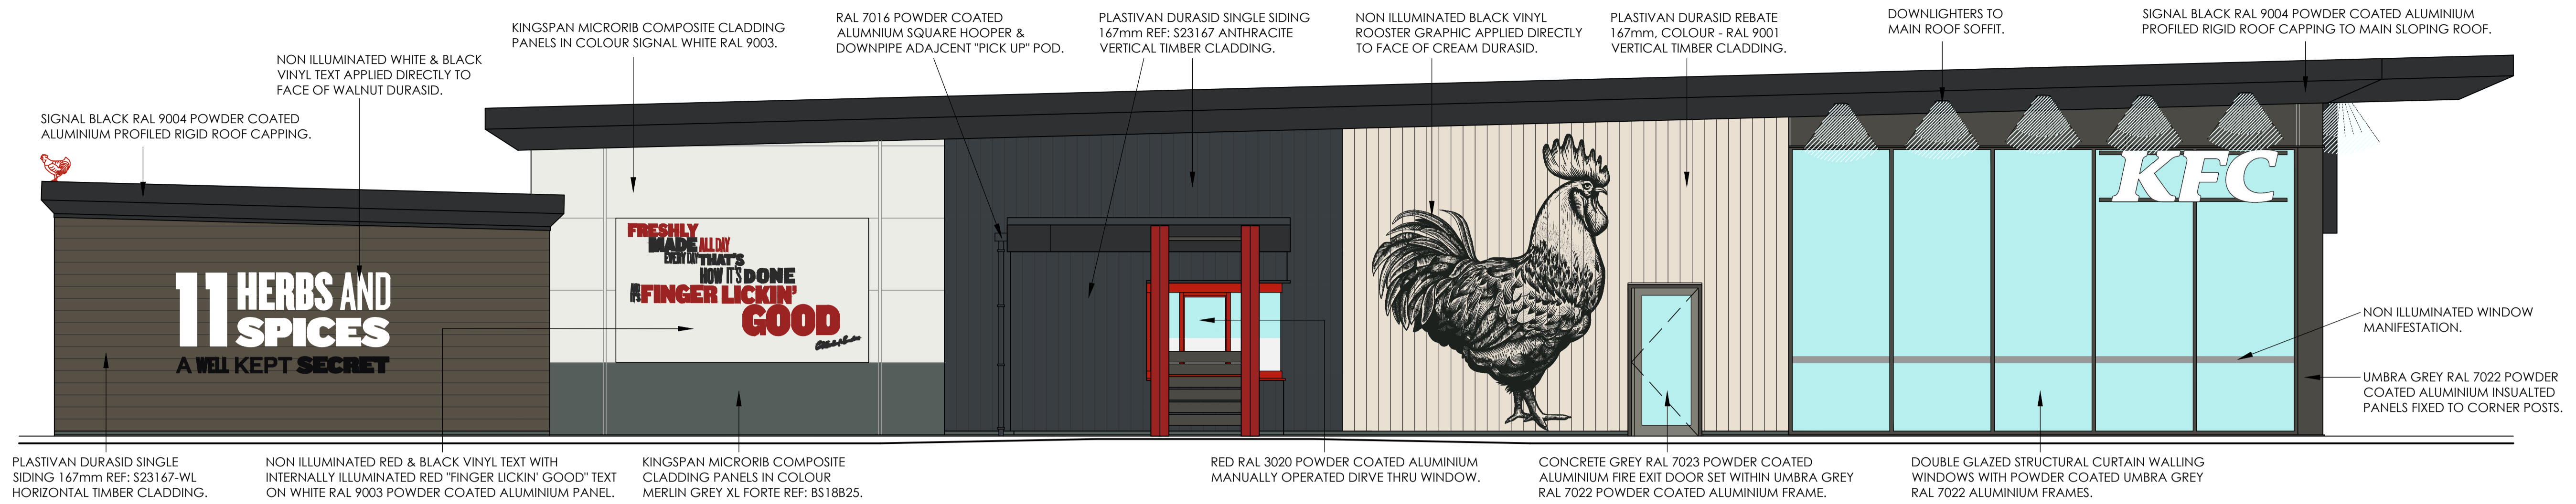 KINGSPAN MICRORIB COMPOSITE CLADDING
PANELS IN COLOUR SIGNAL WHITE RAL 9003.
RAL 7016 POWDER COATED
ALUMNIUM SQUARE HOOPER &
DOWNPIPE ADAJCENT "PICK UP" POD.
PLASTIVAN DURASID SINGLE SIDING
167mm REF: S23167 ANTHRACITE
VERTICAL TIMBER CLADDING.
NON ILLUMINATED BLACK VINYL
ROOSTER GRAPHIC APPLIED DIRECTLY
TO FACE OF CREAM DURASID.
PLASTIVAN DURASID REBATE
167mm, COLOUR - RAL 9001
VERTICAL TIMBER CLADDING.
DOWNLIGHTERS TO
MAIN ROOF SOFFIT.
SIGNAL BLACK RAL 9004 POWDER COATED ALUMINIUM
PROFILED RIGID ROOF CAPPING TO MAIN SLOPING ROOF.
NON ILLUMINATED WHITE & BLACK
VINYL TEXT APPLIED DIRECTLY TO
FACE OF WALNUT DURASID.
SIGNAL BLACK RAL 9004 POWDER COATED
ALUMINIUM PROFILED RIGID ROOF CAPPING.
11 HERBS AND
SPICES
A WELL KEPT SECRET
FRESHLY
MADE ALL DAY
EVERY DAY THAT'S
HOW IT'S DONE
AND IT'S FINGER LICKIN'
GOOD
KFC
NON ILLUMINATED WINDOW
MANIFESTATION.
UMBRA GREY RAL 7022 POWDER
COATED ALUMINIUM INSUALTED
PANELS FIXED TO CORNER POSTS.
PLASTIVAN DURASID SINGLE
SIDING 167mm REF: S23167-WL
HORIZONTAL TIMBER CLADDING.
NON ILLUMINATED RED & BLACK VINYL TEXT WITH
INTERNALLY ILLUMINATED RED "FINGER LICKIN' GOOD" TEXT
ON WHITE RAL 9003 POWDER COATED ALUMINIUM PANEL.
KINGSPAN MICRORIB COMPOSITE
CLADDING PANELS IN COLOUR
MERLIN GREY XL FORTE REF: BS18B25.
RED RAL 3020 POWDER COATED ALUMINIUM
MANUALLY OPERATED DIRVE THRU WINDOW.
CONCRETE GREY RAL 7023 POWDER COATED
ALUMINIUM FIRE EXIT DOOR SET WITHIN UMBRA GREY
RAL 7022 POWDER COATED ALUMINIUM FRAME.
DOUBLE GLAZED STRUCTURAL CURTAIN WALLING
WINDOWS WITH POWDER COATED UMBRA GREY
RAL 7022 ALUMINIUM FRAMES.